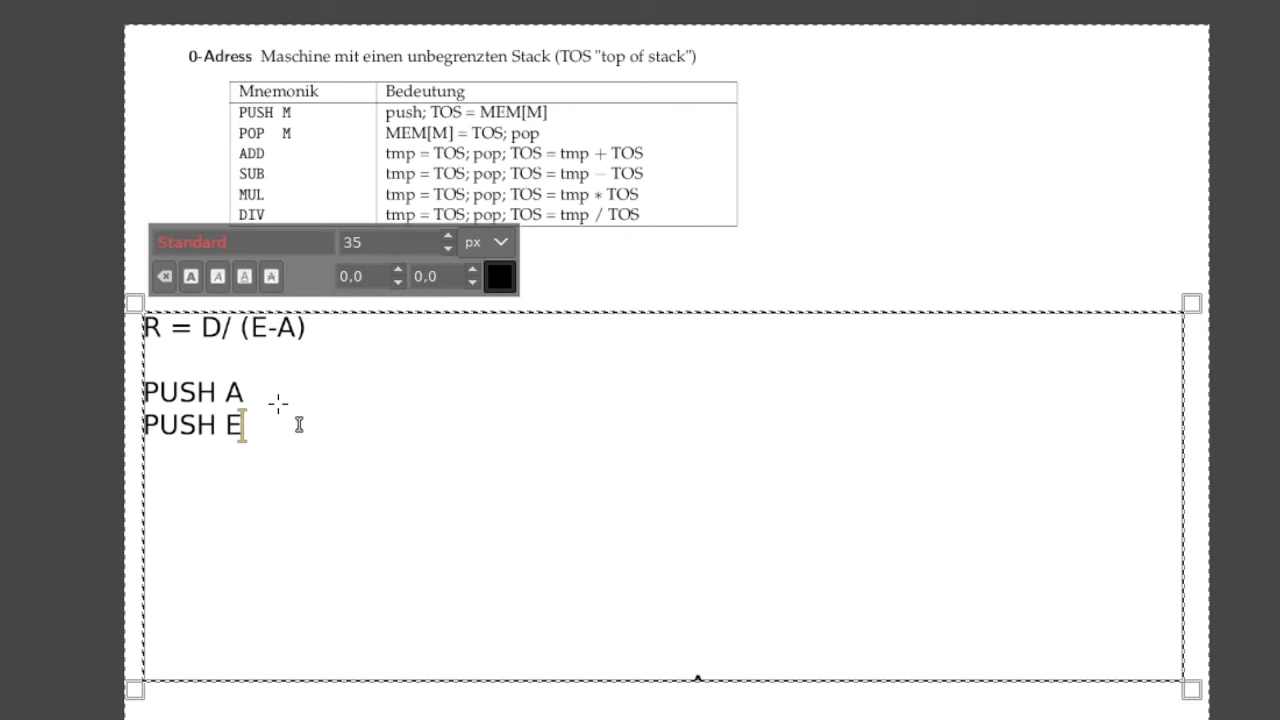 0-Adress Maschine mit einen unbegrenzten Stack (TOS "top of stack")
Mnemonik Bedeutung
PUSH M push; TOS = MEM[M]
POP M MEM[M] = TOS; pop
ADD tmp = TOS; pop; TOS = tmp + TOS
SUB tmp = TOS; pop; TOS = tmp − TOS
MUL tmp = TOS; pop; TOS = tmp * TOS
DIV tmp = TOS; pop; TOS = tmp / TOS
Standard 35 px
A A A A 0,0 0,0
R = D/ (E-A)
PUSH A
PUSH E